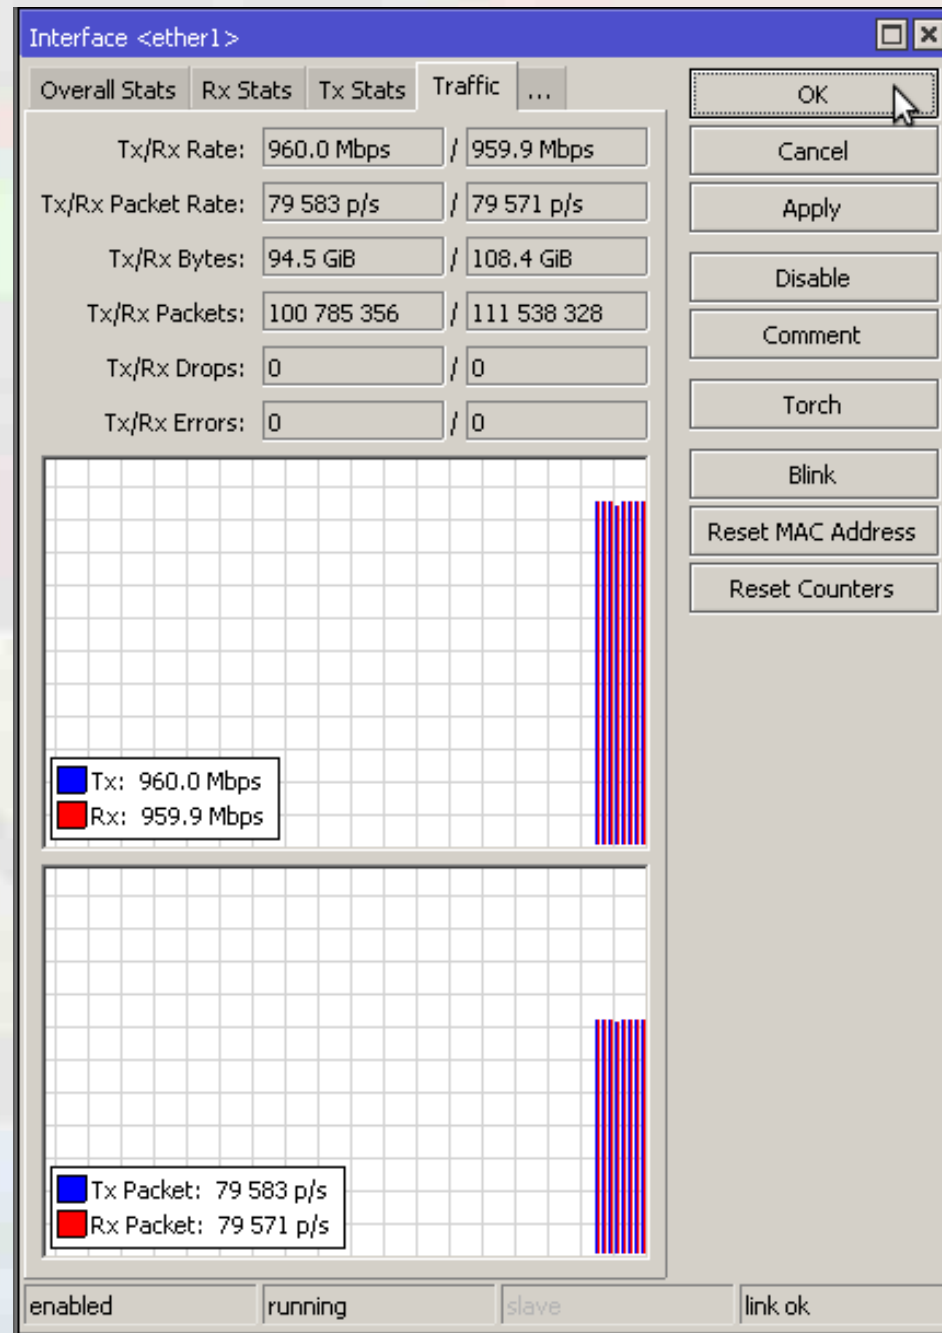 Interface <ether1>
Overall Stats Rx Stats Tx Stats Traffic ...
Tx/Rx Rate: 960.0 Mbps / 959.9 Mbps
Tx/Rx Packet Rate: 79 583 p/s / 79 571 p/s
Tx/Rx Bytes: 94.5 GiB / 108.4 GiB
Tx/Rx Packets: 100 785 356 / 111 538 328
Tx/Rx Drops: 0 / 0
Tx/Rx Errors: 0 / 0
Tx: 960.0 Mbps
Rx: 959.9 Mbps
Tx Packet: 79 583 p/s
Rx Packet: 79 571 p/s
OK
Cancel
Apply
Disable
Comment
Torch
Blink
Reset MAC Address
Reset Counters
enabled running slave link ok